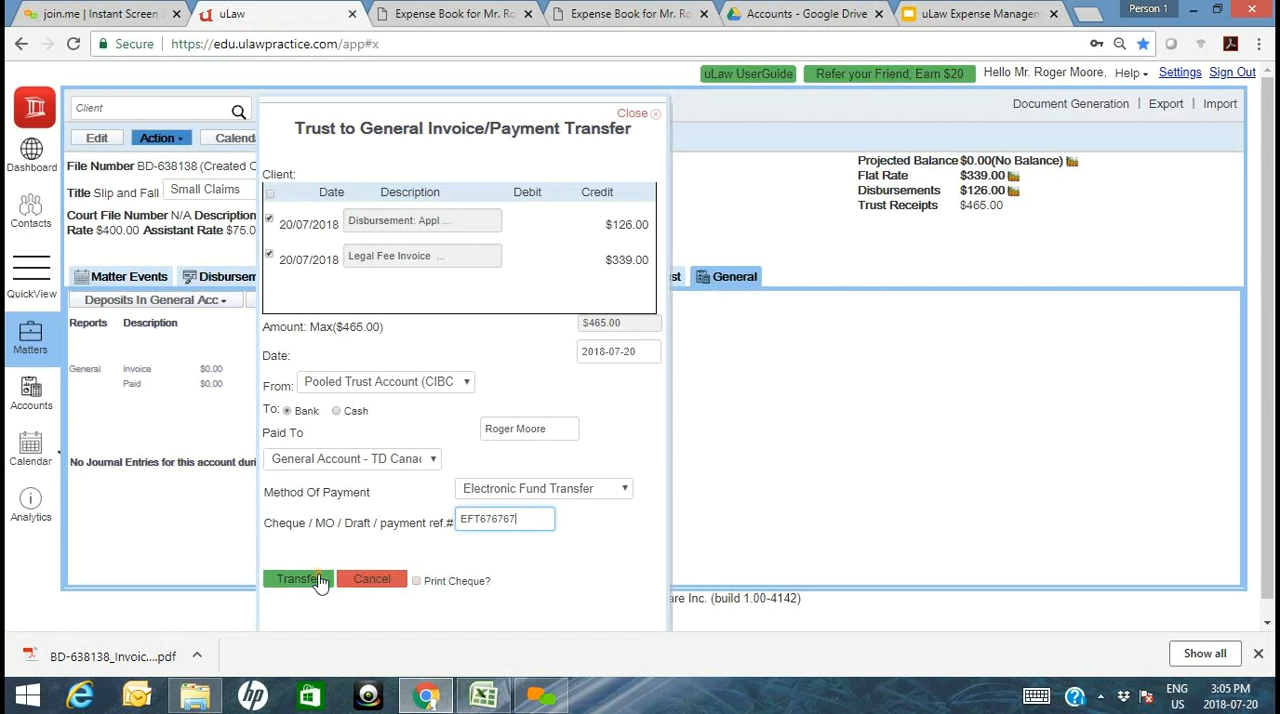 join.me | Instant Screen S
uLaw
Expense Book for Mr. Ro
Expense Book for Mr. Ro
Accounts - Google Drive
uLaw Expense Managem
Person 1
Secure
https://edu.ulawpractice.com/app#x
uLaw UserGuide
Refer your Friend, Earn $20
Hello Mr. Roger Moore,
Help
Settings
Sign Out
Client
Document Generation | Export | Import
Edit
Action
Calenda
File Number BD-638138 (Created C
Title Slip and Fall
Small Claims
Court File Number N/A Description
Rate $400.00 Assistant Rate $75.0
Projected Balance $0.00(No Balance)
Flat Rate $339.00
Disbursements $126.00
Trust Receipts $465.00
Dashboard
Contacts
QuickView
Matters
Accounts
Calendar
Analytics
Matter Events
Disbursem
st
General
Deposits In General Acc
Reports Description
General Invoice $0.00
Paid $0.00
No Journal Entries for this account duri
Close
Trust to General Invoice/Payment Transfer
Client:
Date Description Debit Credit
20/07/2018 Disbursement: Appl ... $126.00
20/07/2018 Legal Fee Invoice ... $339.00
Amount: Max($465.00) $465.00
Date: 2018-07-20
From: Pooled Trust Account (CIBC
To: Bank Cash
Paid To Roger Moore
General Account - TD Canad
Method Of Payment Electronic Fund Transfer
Cheque / MO / Draft / payment ref.# EFT676767
Transfer Cancel Print Cheque?
are Inc. (build 1.00-4142)
BD-638138_Invoic....pdf
Show all
ENG
US
3:05 PM
2018-07-20